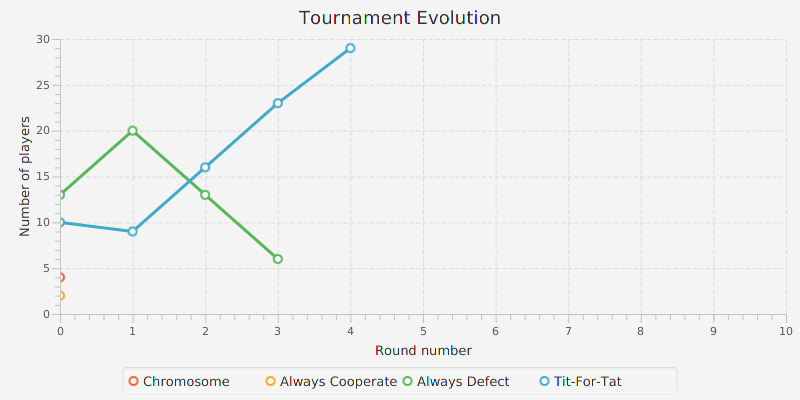 Tournament Evolution
Number of players
30
25
20
15
10
5
0
0 1 2 3 4 5 6 7 8 9 10
Round number
Chromosome Always Cooperate Always Defect Tit-For-Tat